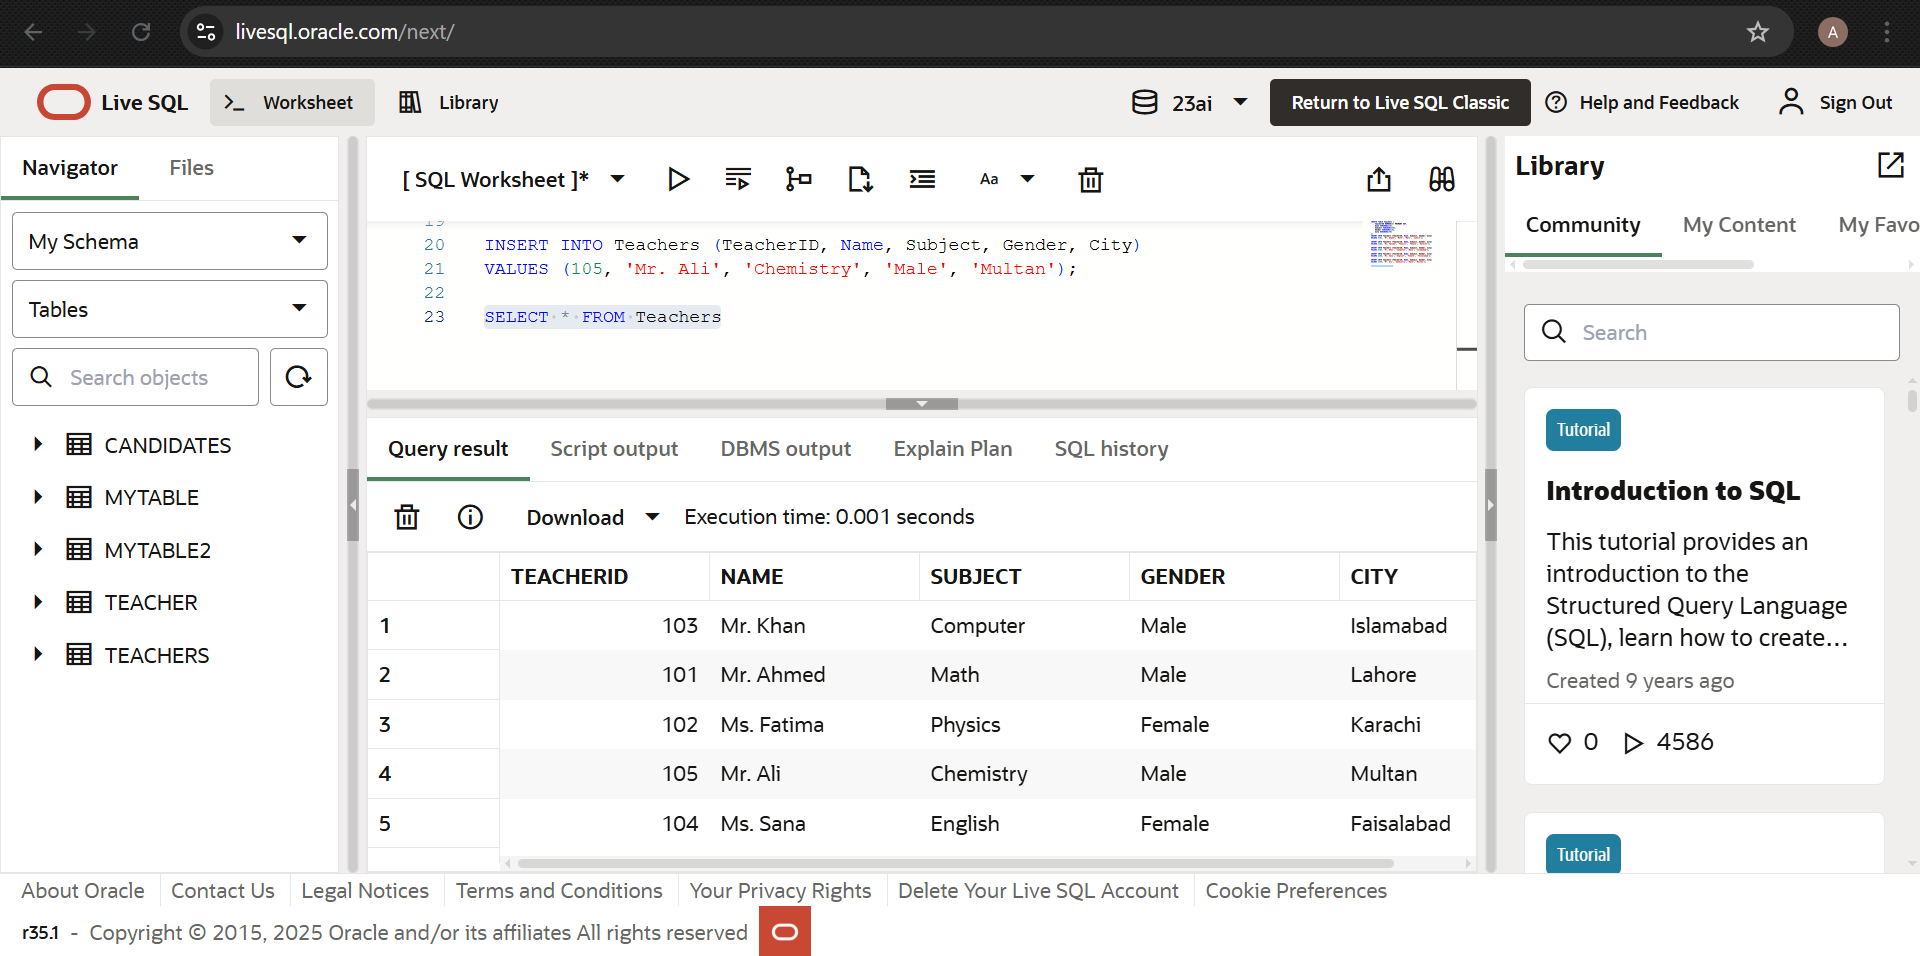 livesql.oracle.com/next/
A
Live SQL
Worksheet
Library
23ai
Return to Live SQL Classic
Help and Feedback
Sign Out
Navigator
Files
My Schema
Tables
Search objects
CANDIDATES
MYTABLE
MYTABLE2
TEACHER
TEACHERS
[ SQL Worksheet ]*
Aa
19
20 INSERT INTO Teachers (TeacherID, Name, Subject, Gender, City)
21 VALUES (105, 'Mr. Ali', 'Chemistry', 'Male', 'Multan');
22
23 SELECT * FROM Teachers
Query result Script output DBMS output Explain Plan SQL history
Download Execution time: 0.001 seconds
TEACHERID NAME SUBJECT GENDER CITY
1 103 Mr. Khan Computer Male Islamabad
2 101 Mr. Ahmed Math Male Lahore
3 102 Ms. Fatima Physics Female Karachi
4 105 Mr. Ali Chemistry Male Multan
5 104 Ms. Sana English Female Faisalabad
Library
Community My Content My Favo
Search
Tutorial
Introduction to SQL
This tutorial provides an
introduction to the
Structured Query Language
(SQL), learn how to create...
Created 9 years ago
0 4586
Tutorial
About Oracle Contact Us Legal Notices Terms and Conditions Your Privacy Rights Delete Your Live SQL Account Cookie Preferences
r35.1 - Copyright © 2015, 2025 Oracle and/or its affiliates All rights reserved